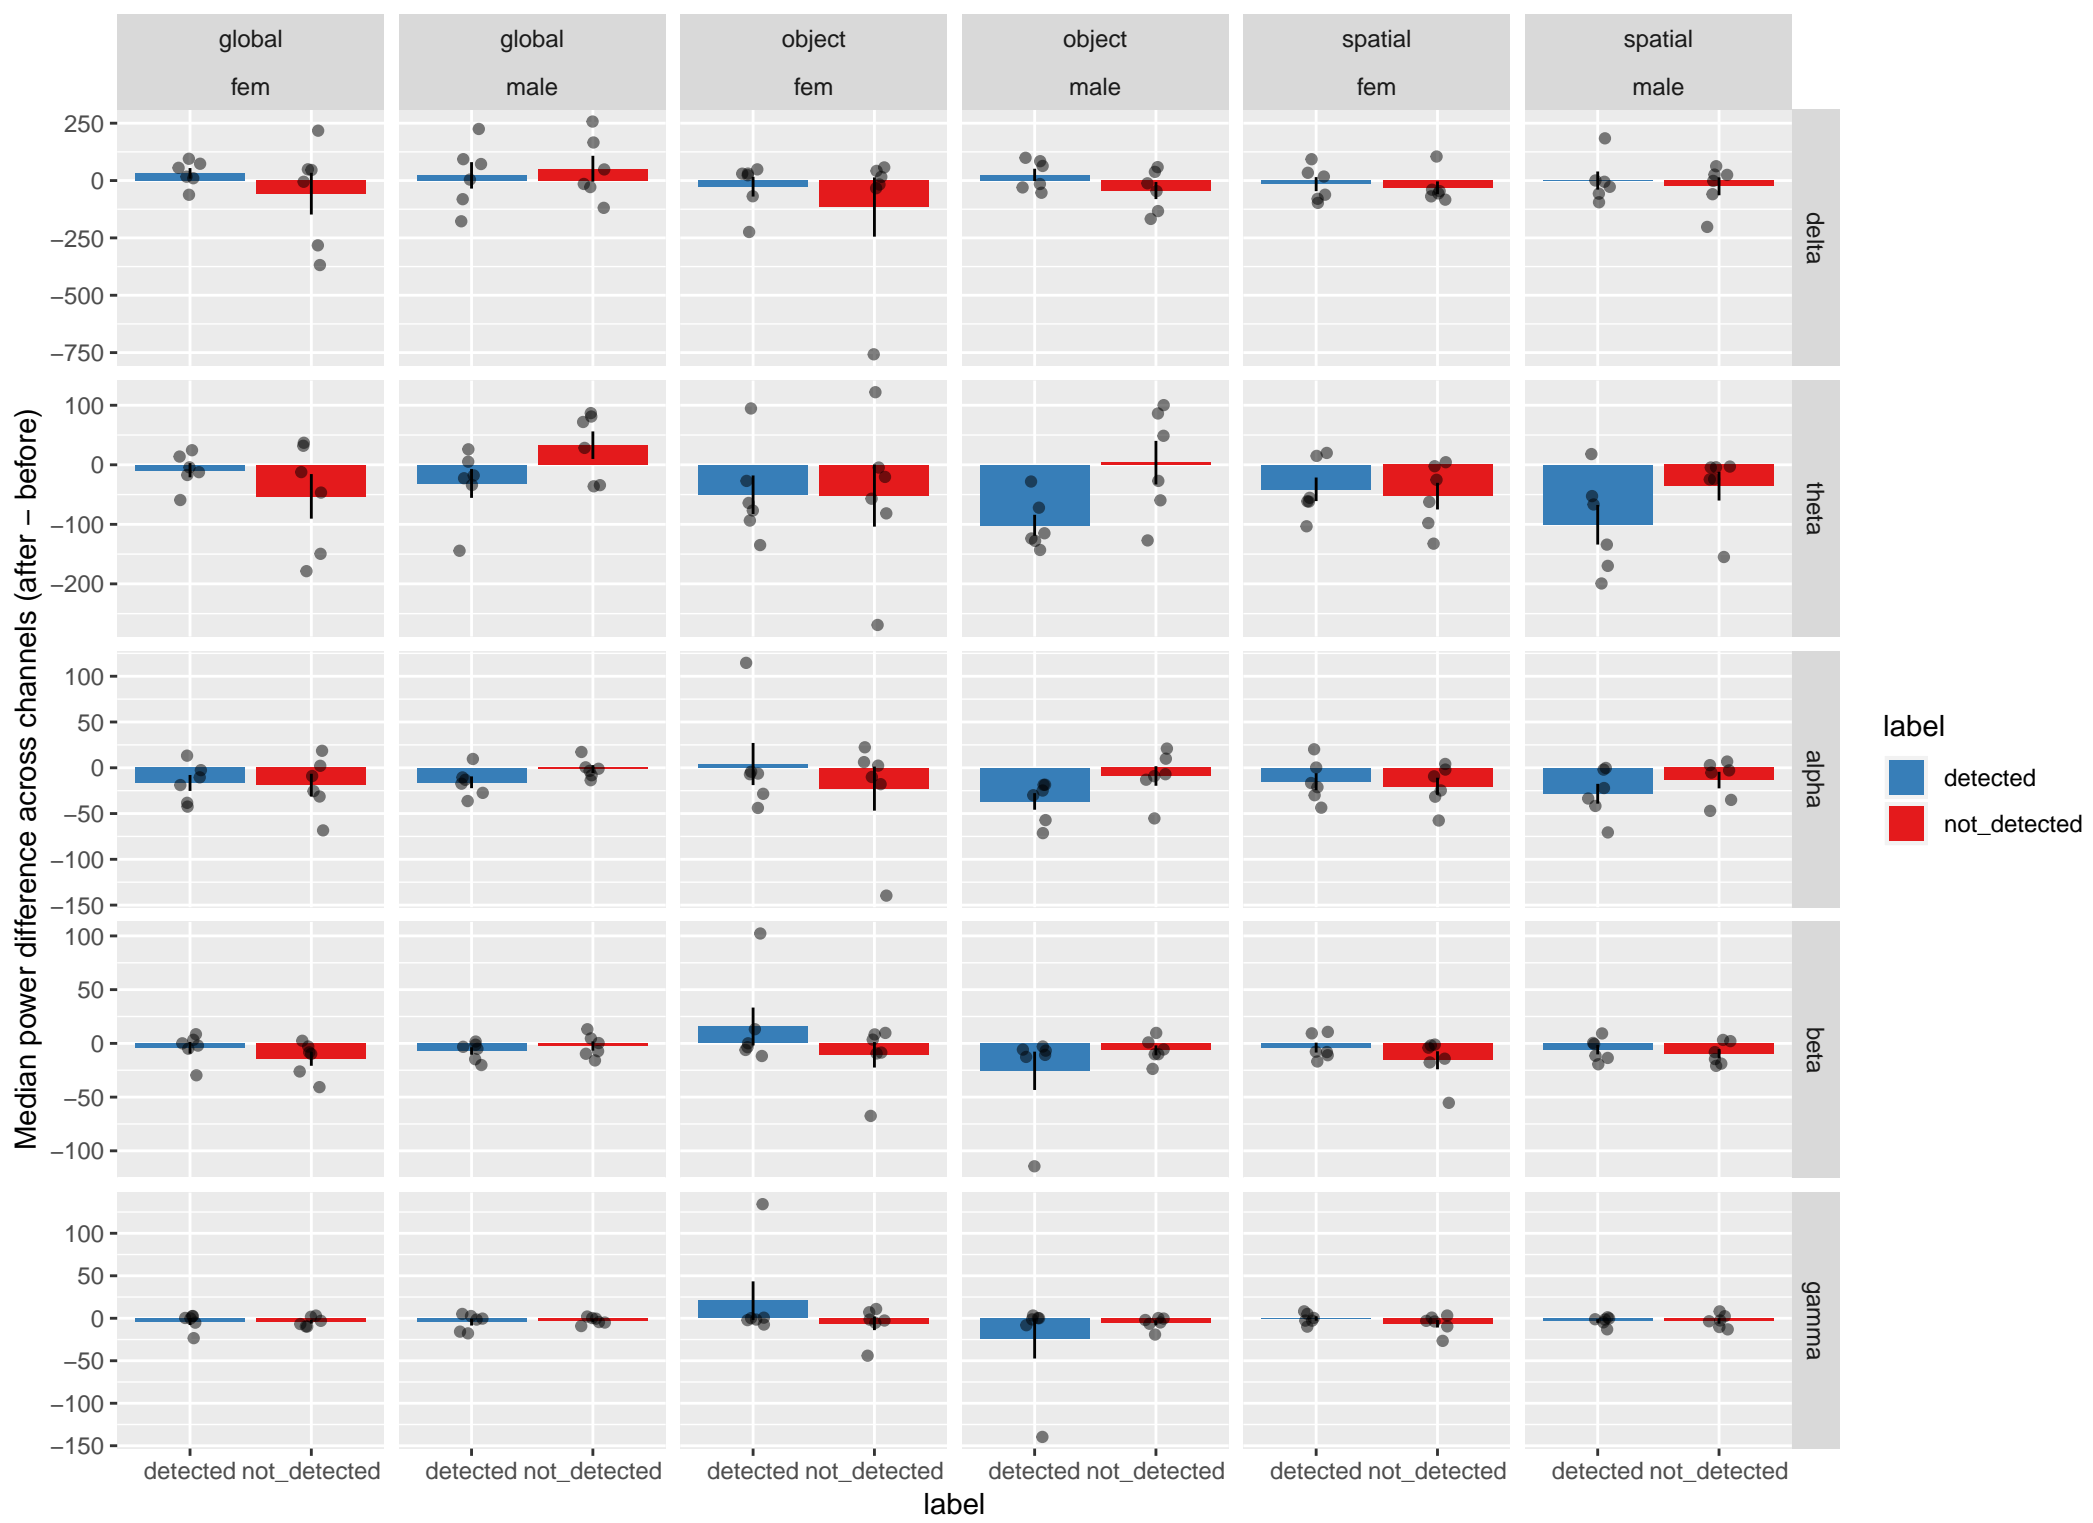 global global object object spatial spatial
fem male fem male fem male
250
0
−250
−500
−750
delta
100
0
−100
−200
theta
100
50
0
−50
−100
−150
alpha
100
50
0
−50
−100
beta
100
50
0
−50
−100
−150
gamma
Median power difference across channels (after − before)
detected not_detected detected not_detected detected not_detected detected not_detected detected not_detected detected not_detected
label
label
detected
not_detected